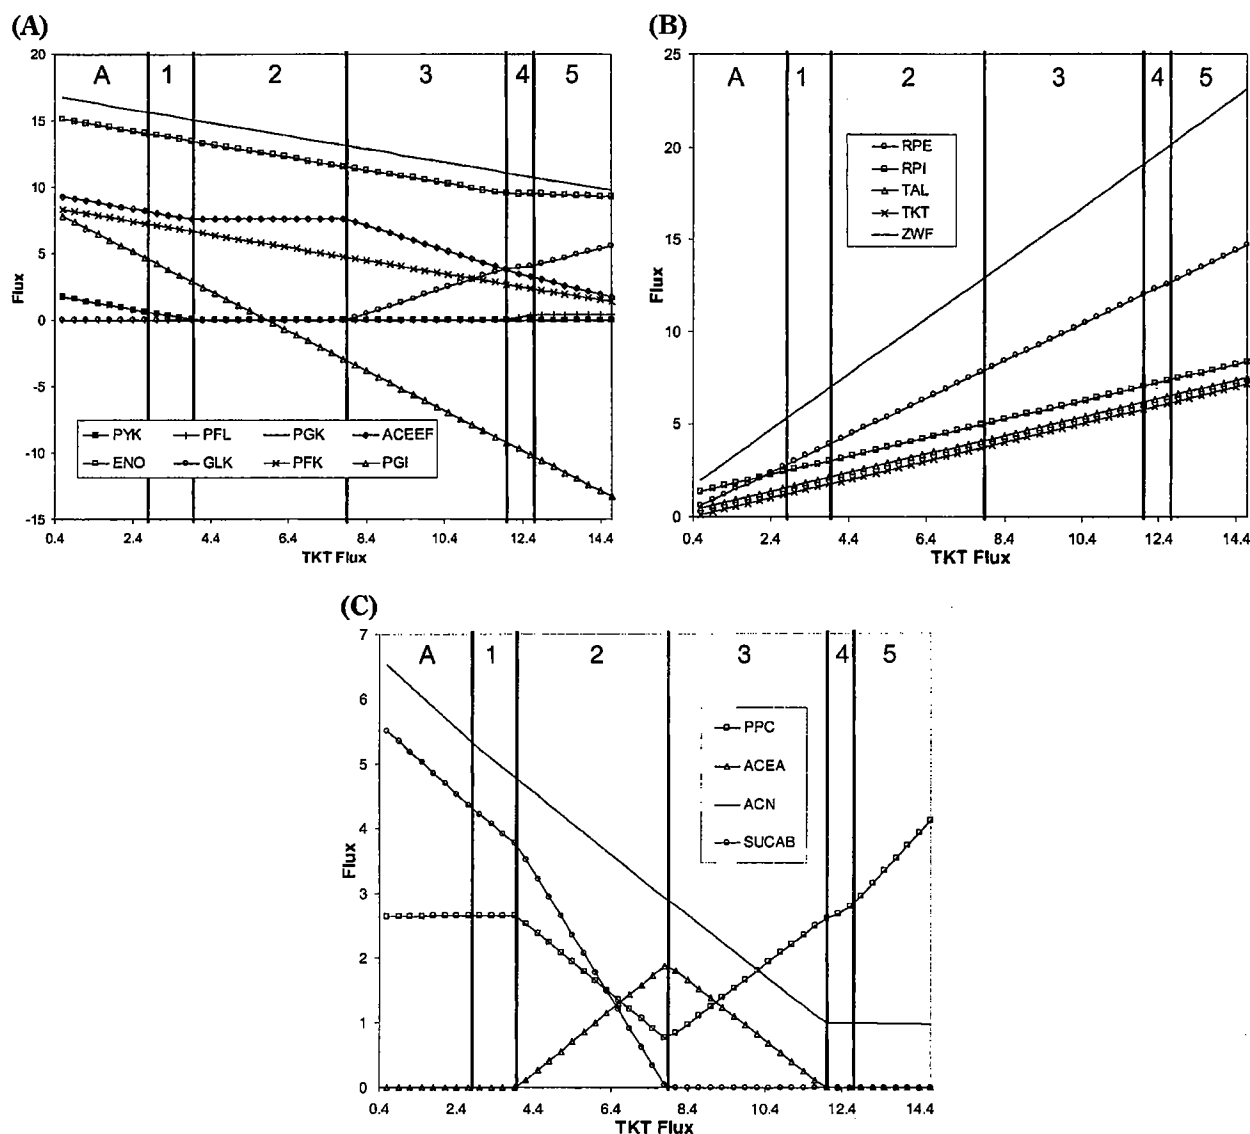 (A)
20
15
10
5
0
-5
-10
-15
Flux
A 1 2 3 4 5
PYK PFL PGK ACEEF
ENO GLK PFK PGI
0.4 2.4 4.4 6.4 8.4 10.4 12.4 14.4
TKT Flux
(B)
25
20
15
10
5
0
Flux
A 1 2 3 4 5
RPE
RPI
TAL
TKT
ZWF
0.4 2.4 4.4 6.4 8.4 10.4 12.4 14.4
TKT Flux
(C)
7
6
5
4
3
2
1
0
Flux
A 1 2 3 4 5
PPC
ACEA
ACN
SUCAB
0.4 2.4 4.4 6.4 8.4 10.4 12.4 14.4
TKT Flux